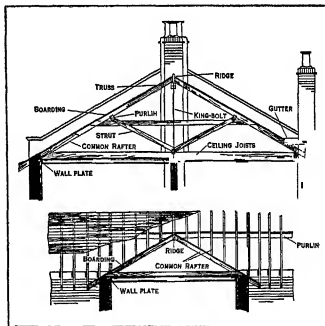 RIDGE
TRUSS
BOARDING
PURLIN
KING-BOLT
GUTTER
STRUT
COMMON RAFTER
CEILING JOISTS
WALL PLATE
BOARDING
RIDGE
PURLIN
COMMON RAFTER
WALL PLATE